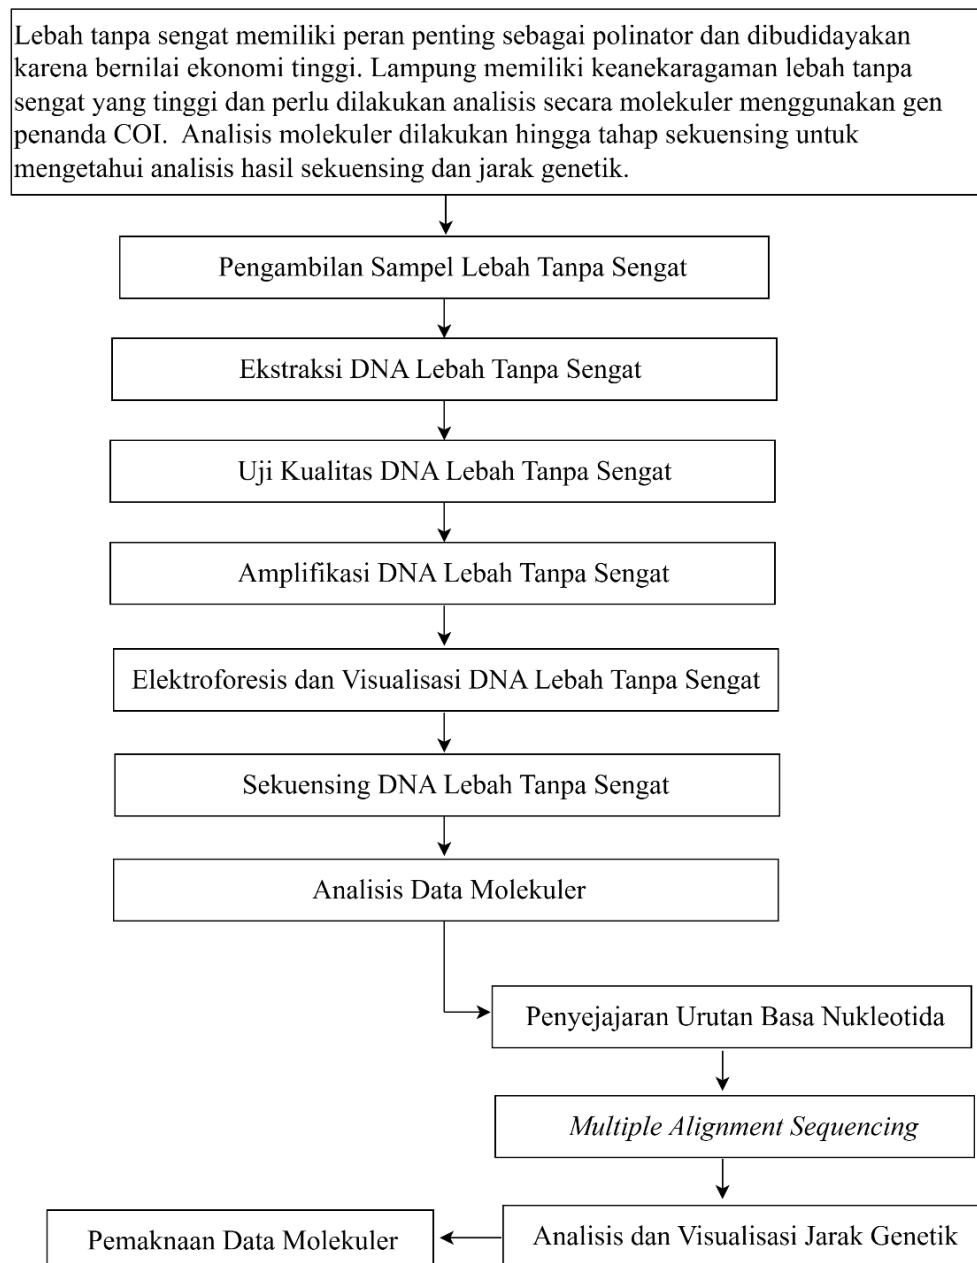 Lebah tanpa sengat memiliki peran penting sebagai polinator dan dibudidayakan
karena bernilai ekonomi tinggi. Lampung memiliki keanekaragaman lebah tanpa
sengat yang tinggi dan perlu dilakukan analisis secara molekuler menggunakan gen
penanda COI. Analisis molekuler dilakukan hingga tahap sekuensing untuk
mengetahui analisis hasil sekuensing dan jarak genetik.
Pengambilan Sampel Lebah Tanpa Sengat
Ekstraksi DNA Lebah Tanpa Sengat
Uji Kualitas DNA Lebah Tanpa Sengat
Amplifikasi DNA Lebah Tanpa Sengat
Elektroforesis dan Visualisasi DNA Lebah Tanpa Sengat
Sekuensing DNA Lebah Tanpa Sengat
Analisis Data Molekuler
Penyejajaran Urutan Basa Nukleotida
Multiple Alignment Sequencing
Analisis dan Visualisasi Jarak Genetik
Pemaknaan Data Molekuler